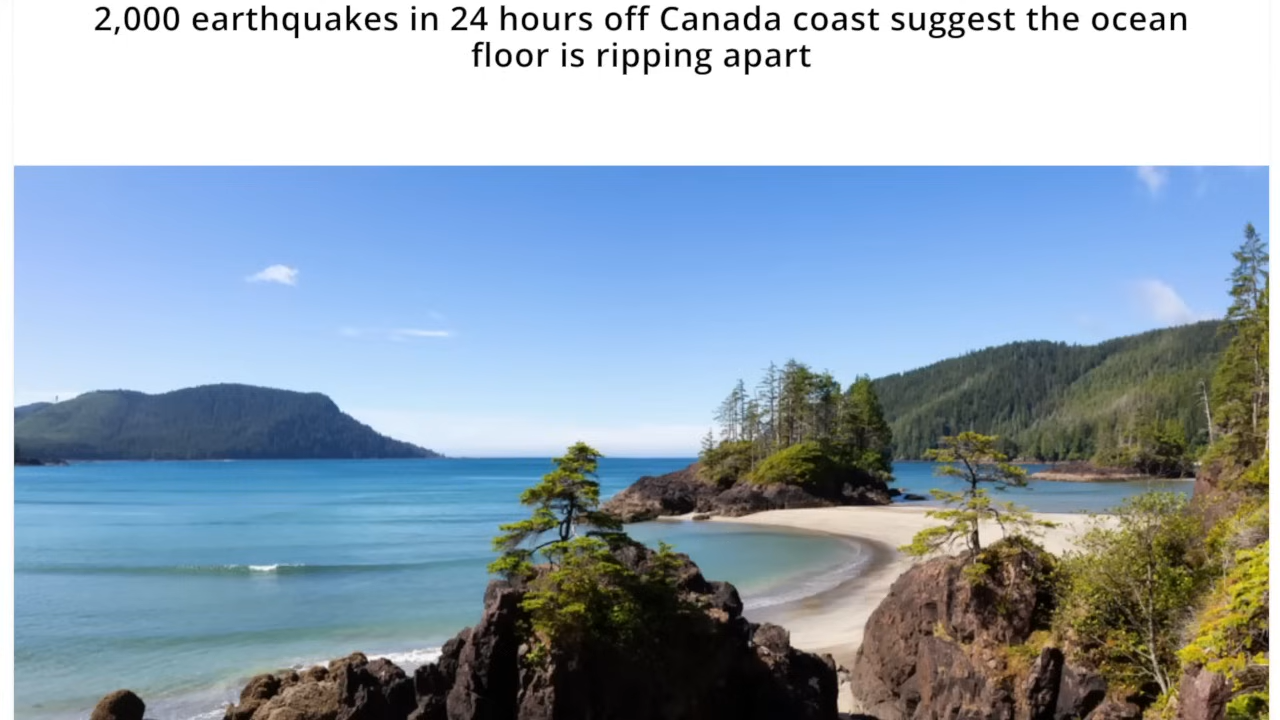 2,000 earthquakes in 24 hours off Canada coast suggest the ocean
floor is ripping apart